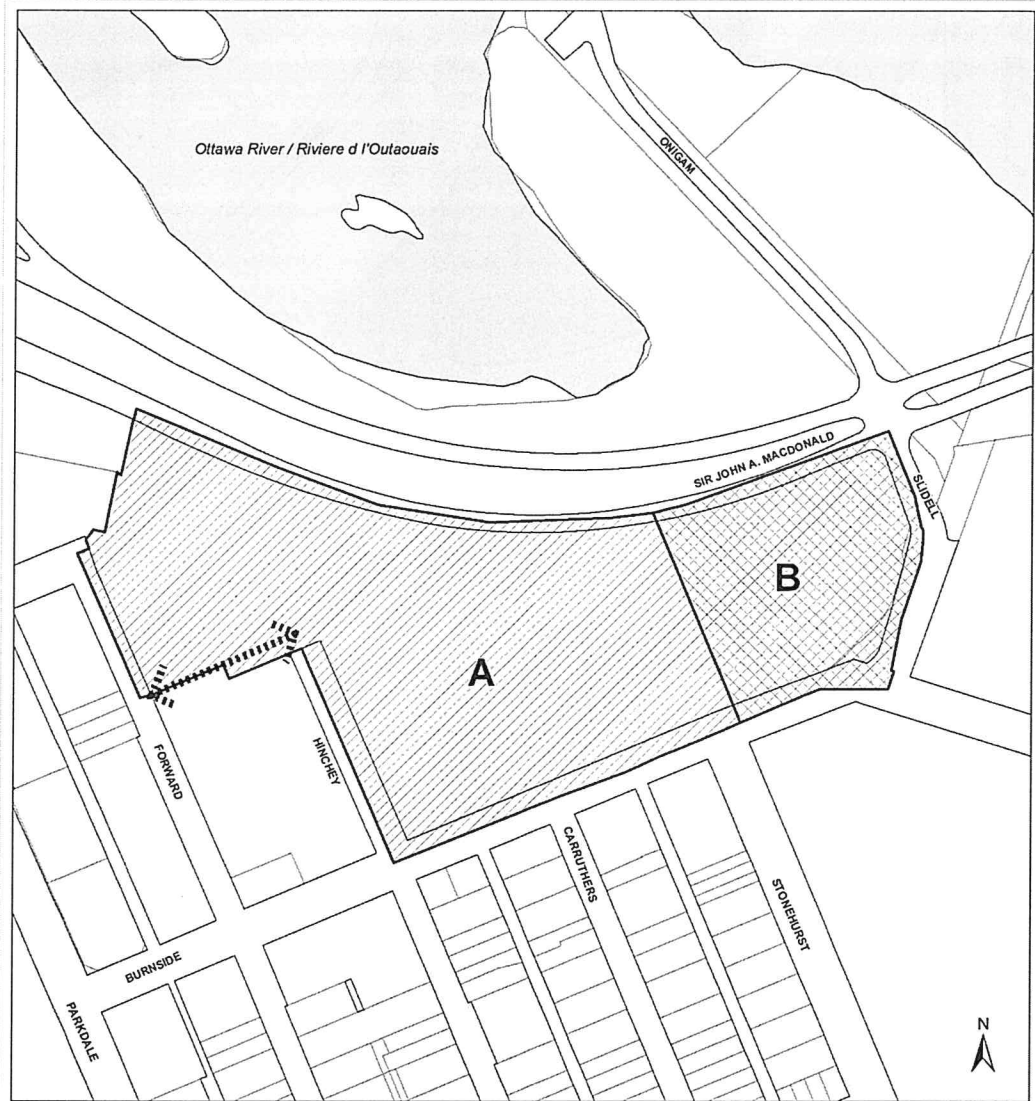 Ottawa River / Riviere d l'Outaouais
ONIGAM
SIR JOHN A. MACDONALD
SLIDELL
B
A
FORWARD
HINCHEY
CARRUTHERS
STONEHURST
BURNSIDE
PARKDALE
N